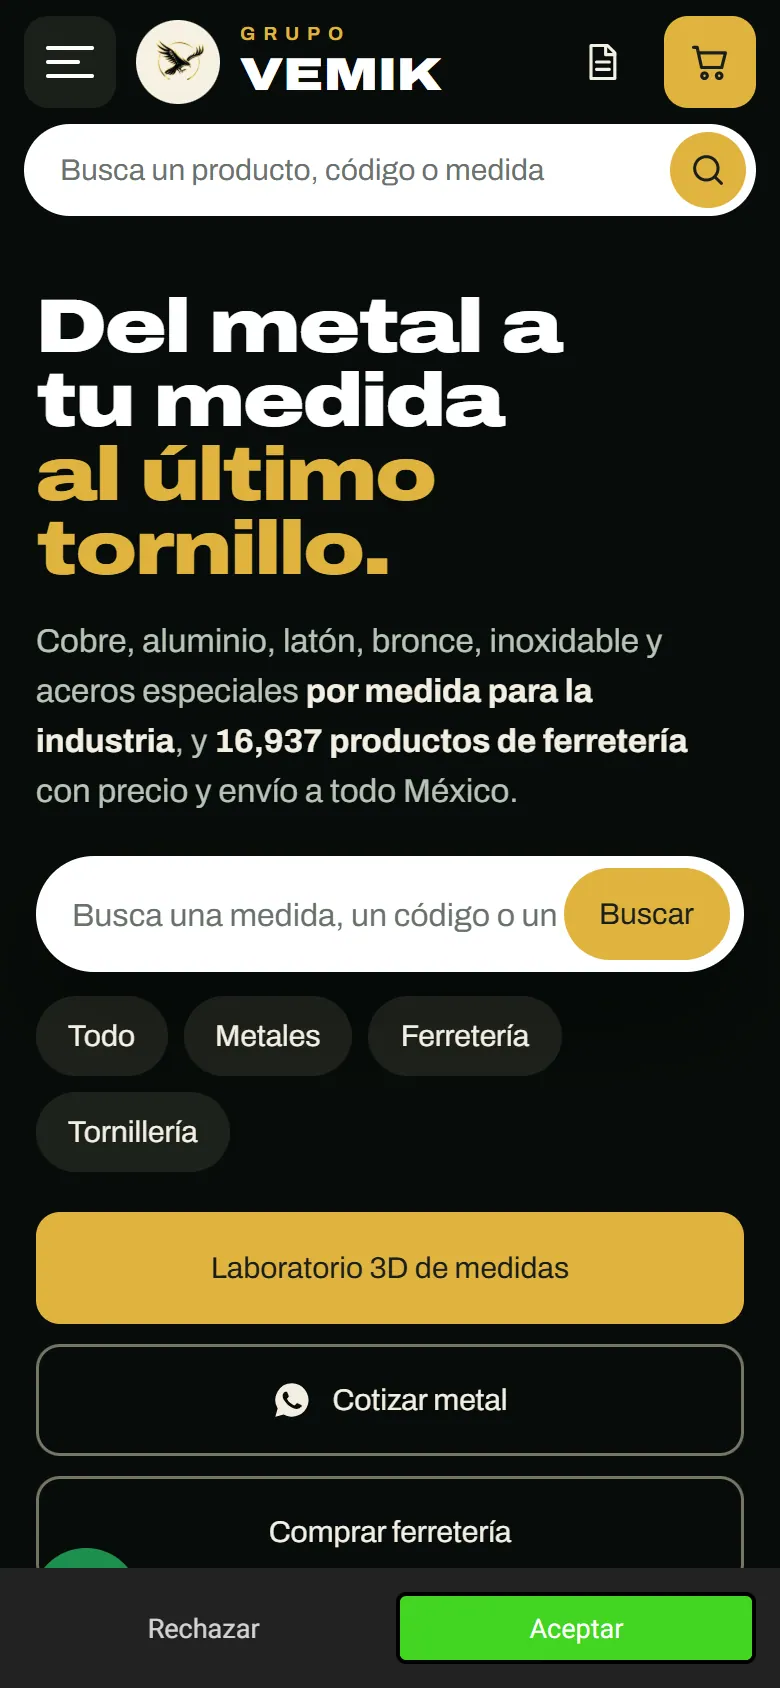 GRUPO
VEMIK
Busca un producto, código o medida
Del metal a
tu medida
al último
tornillo.
Cobre, aluminio, latón, bronce, inoxidable y
aceros especiales por medida para la
industria, y 16,937 productos de ferretería
con precio y envío a todo México.
Busca una medida, un código o un
Buscar
Todo
Metales
Ferretería
Tornillería
Laboratorio 3D de medidas
Cotizar metal
Comprar ferretería
Rechazar
Aceptar